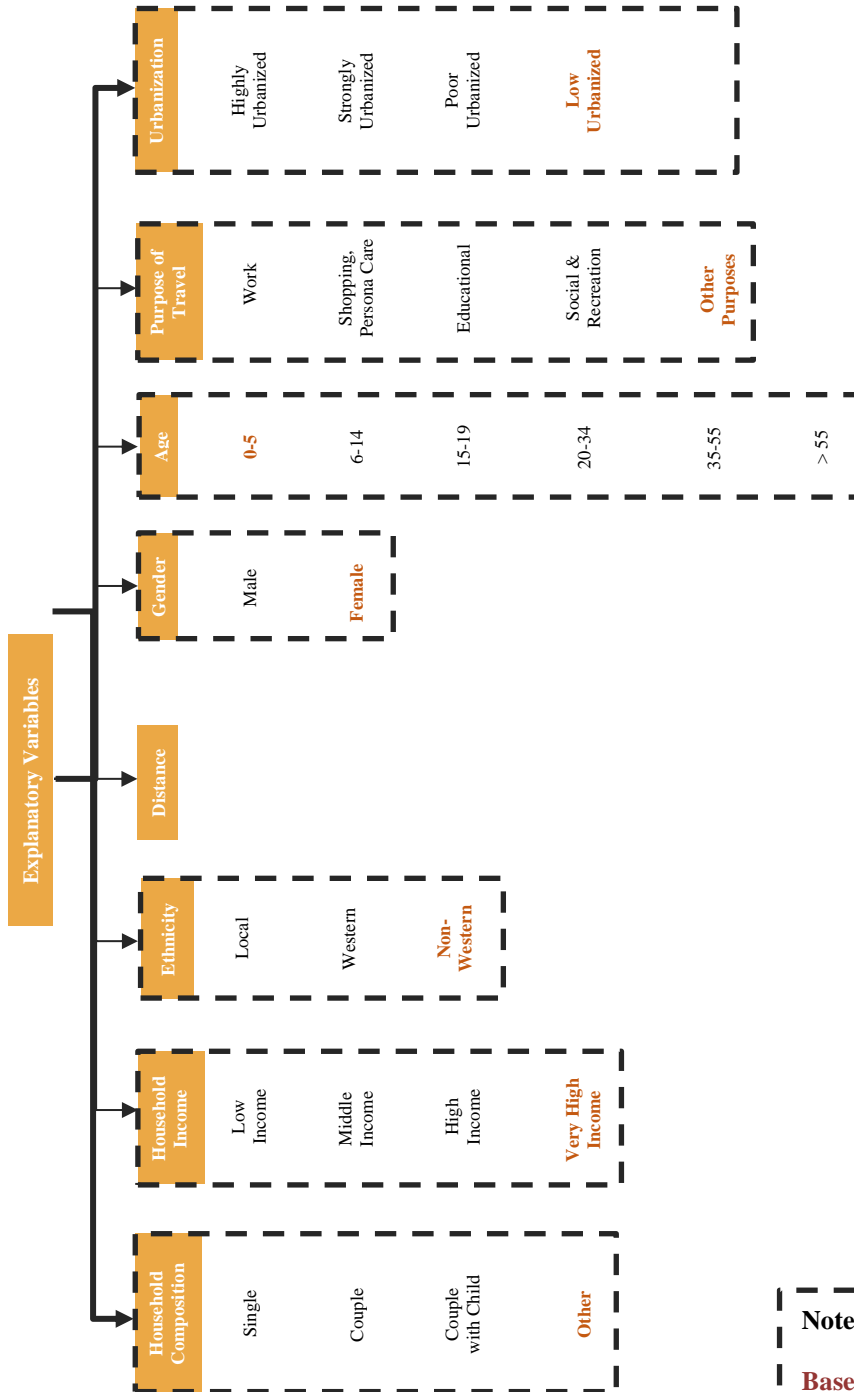 Explanatory Variables
Household
Composition
Single
Couple
Couple
with Child
Other
Household
Income
Low
Income
Middle
Income
High
Income
Very High
Income
Ethnicity
Local
Western
Non-
Western
Distance
Gender
Male
Female
Age
0-5
6-14
15-19
20-34
35-55
> 55
Purpose of
Travel
Work
Shopping,
Persona Care
Educational
Social &
Recreation
Other
Purposes
Urbanization
Highly
Urbanized
Strongly
Urbanized
Poor
Urbanized
Low
Urbanized
Note
Base